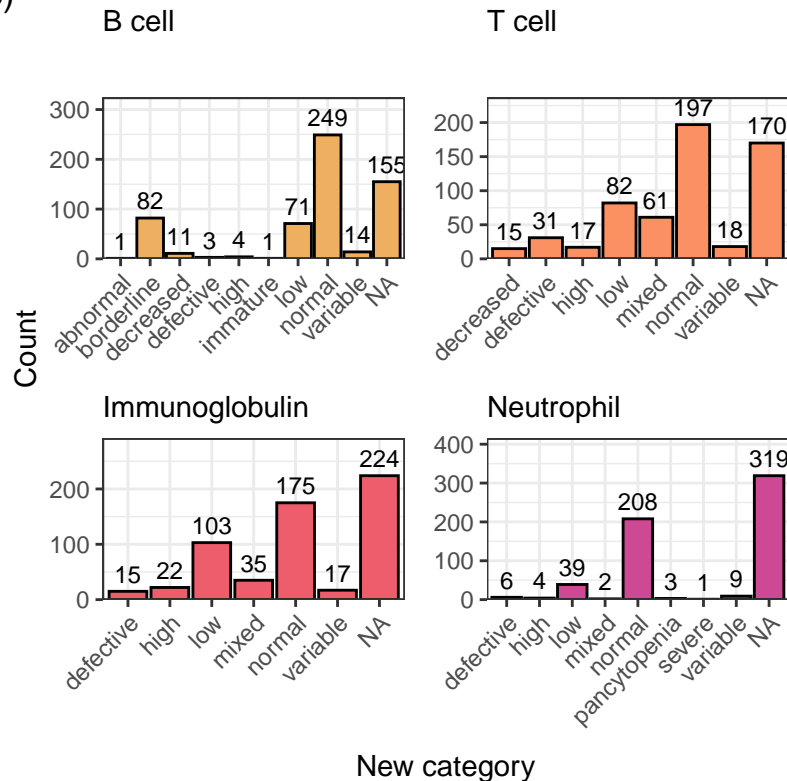 )
B cell
T cell
300
200
100
0
1
82
11
3
4
1
71
249
14
155
abnormal
borderline
decreased
defective
high
immature
low
normal
variable
NA
200
150
100
50
0
15
31
17
82
61
197
18
170
decreased
defective
high
low
mixed
normal
variable
NA
Count
Immunoglobulin
Neutrophil
200
100
0
15
22
103
35
175
17
224
defective
high
low
mixed
normal
variable
NA
400
300
200
100
0
6
4
39
2
208
3
1
9
319
defective
high
low
mixed
normal
pancytopenia
severe
variable
NA
New category